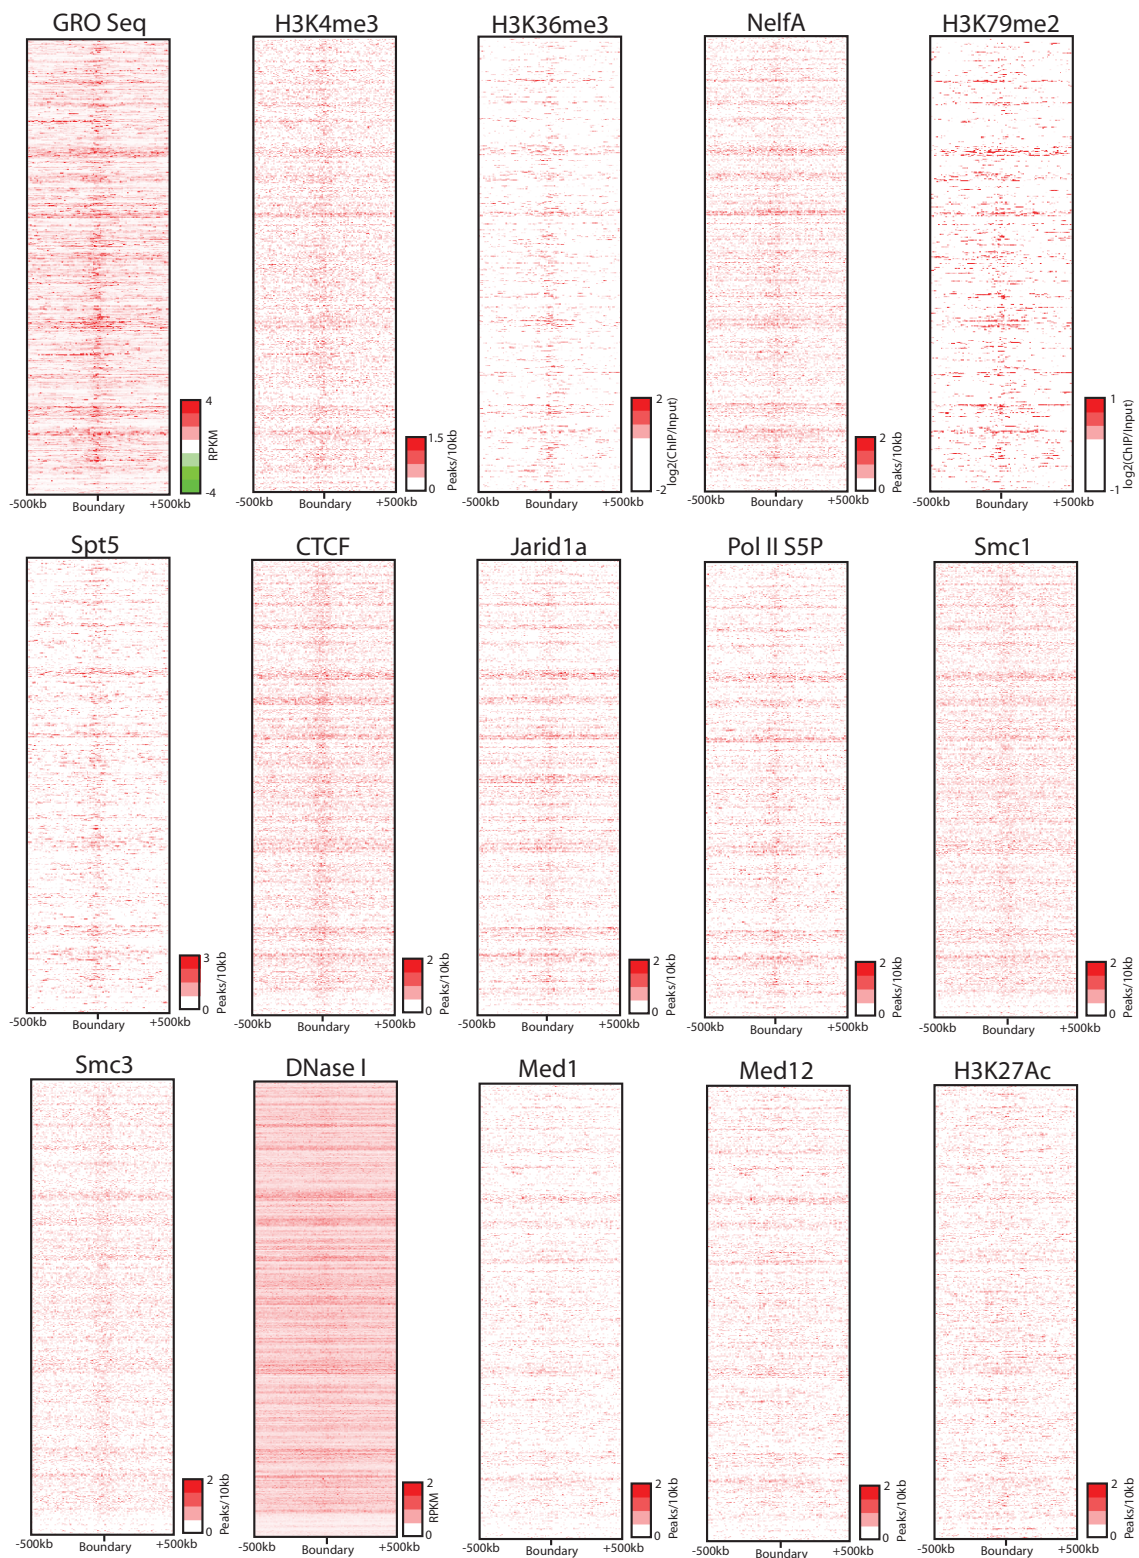 GRO Seq H3K4me3 H3K36me3 NelfA H3K79me2
4 RPKM -4
1.5 Peaks/10kb 0
2 log2(ChIP/Input) -2
2 Peaks/10kb 0
1 log2(ChIP/Input) -1
-500kb Boundary +500kb -500kb Boundary +500kb -500kb Boundary +500kb -500kb Boundary +500kb -500kb Boundary +500kb
Spt5 CTCF Jarid1a Pol II S5P Smc1
3 Peaks/10kb 0
2 Peaks/10kb 0
2 Peaks/10kb 0
2 Peaks/10kb 0
2 Peaks/10kb 0
-500kb Boundary +500kb -500kb Boundary +500kb -500kb Boundary +500kb -500kb Boundary +500kb -500kb Boundary +500kb
Smc3 DNase I Med1 Med12 H3K27Ac
2 Peaks/10kb 0
2 RPKM 0
2 Peaks/10kb 0
2 Peaks/10kb 0
2 Peaks/10kb 0
-500kb Boundary +500kb -500kb Boundary +500kb -500kb Boundary +500kb -500kb Boundary +500kb -500kb Boundary +500kb